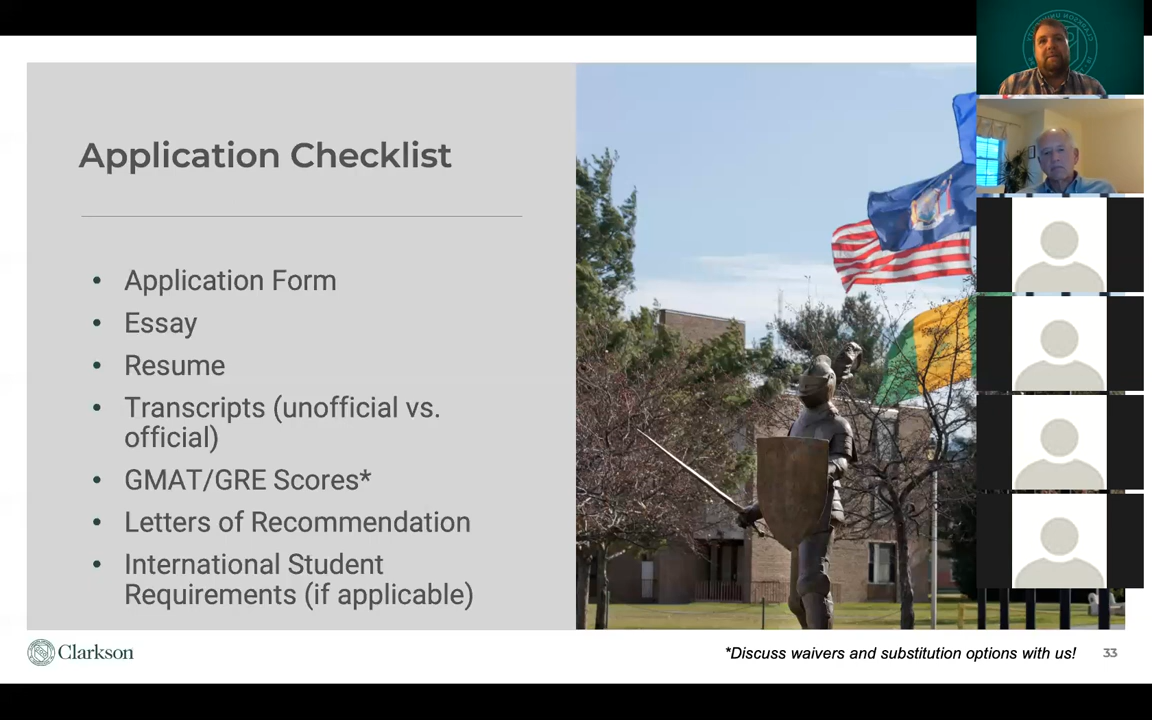 Application Checklist
• Application Form
• Essay
• Resume
• Transcripts (unofficial vs.
official)
• GMAT/GRE Scores*
• Letters of Recommendation
• International Student
Requirements (if applicable)
Clarkson
*Discuss waivers and substitution options with us!
33